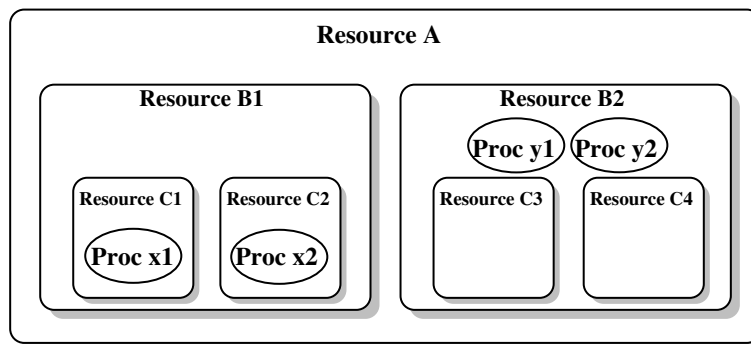 Resource A
Resource B1
Resource B2
Proc y1
Proc y2
Resource C1
Resource C2
Resource C3
Resource C4
Proc x1
Proc x2